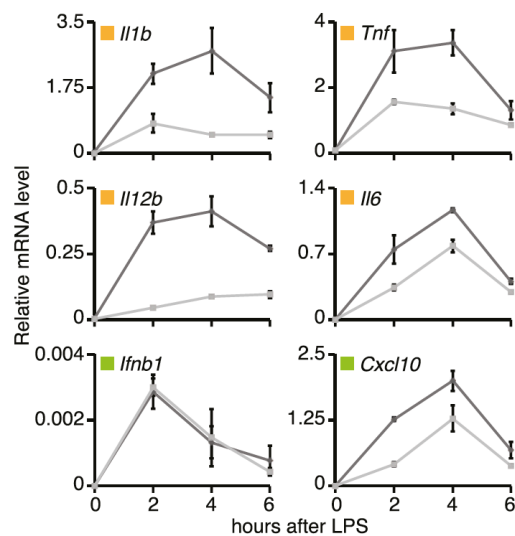 Relative mRNA level
Il1b
3.5
1.75
0
Tnf
4
2
0
Il12b
0.5
0.25
0
Il6
1.4
0.7
0
Ifnb1
0.004
0.002
0
0 2 4 6
Cxcl10
2.5
1.25
0
0 2 4 6
hours after LPS